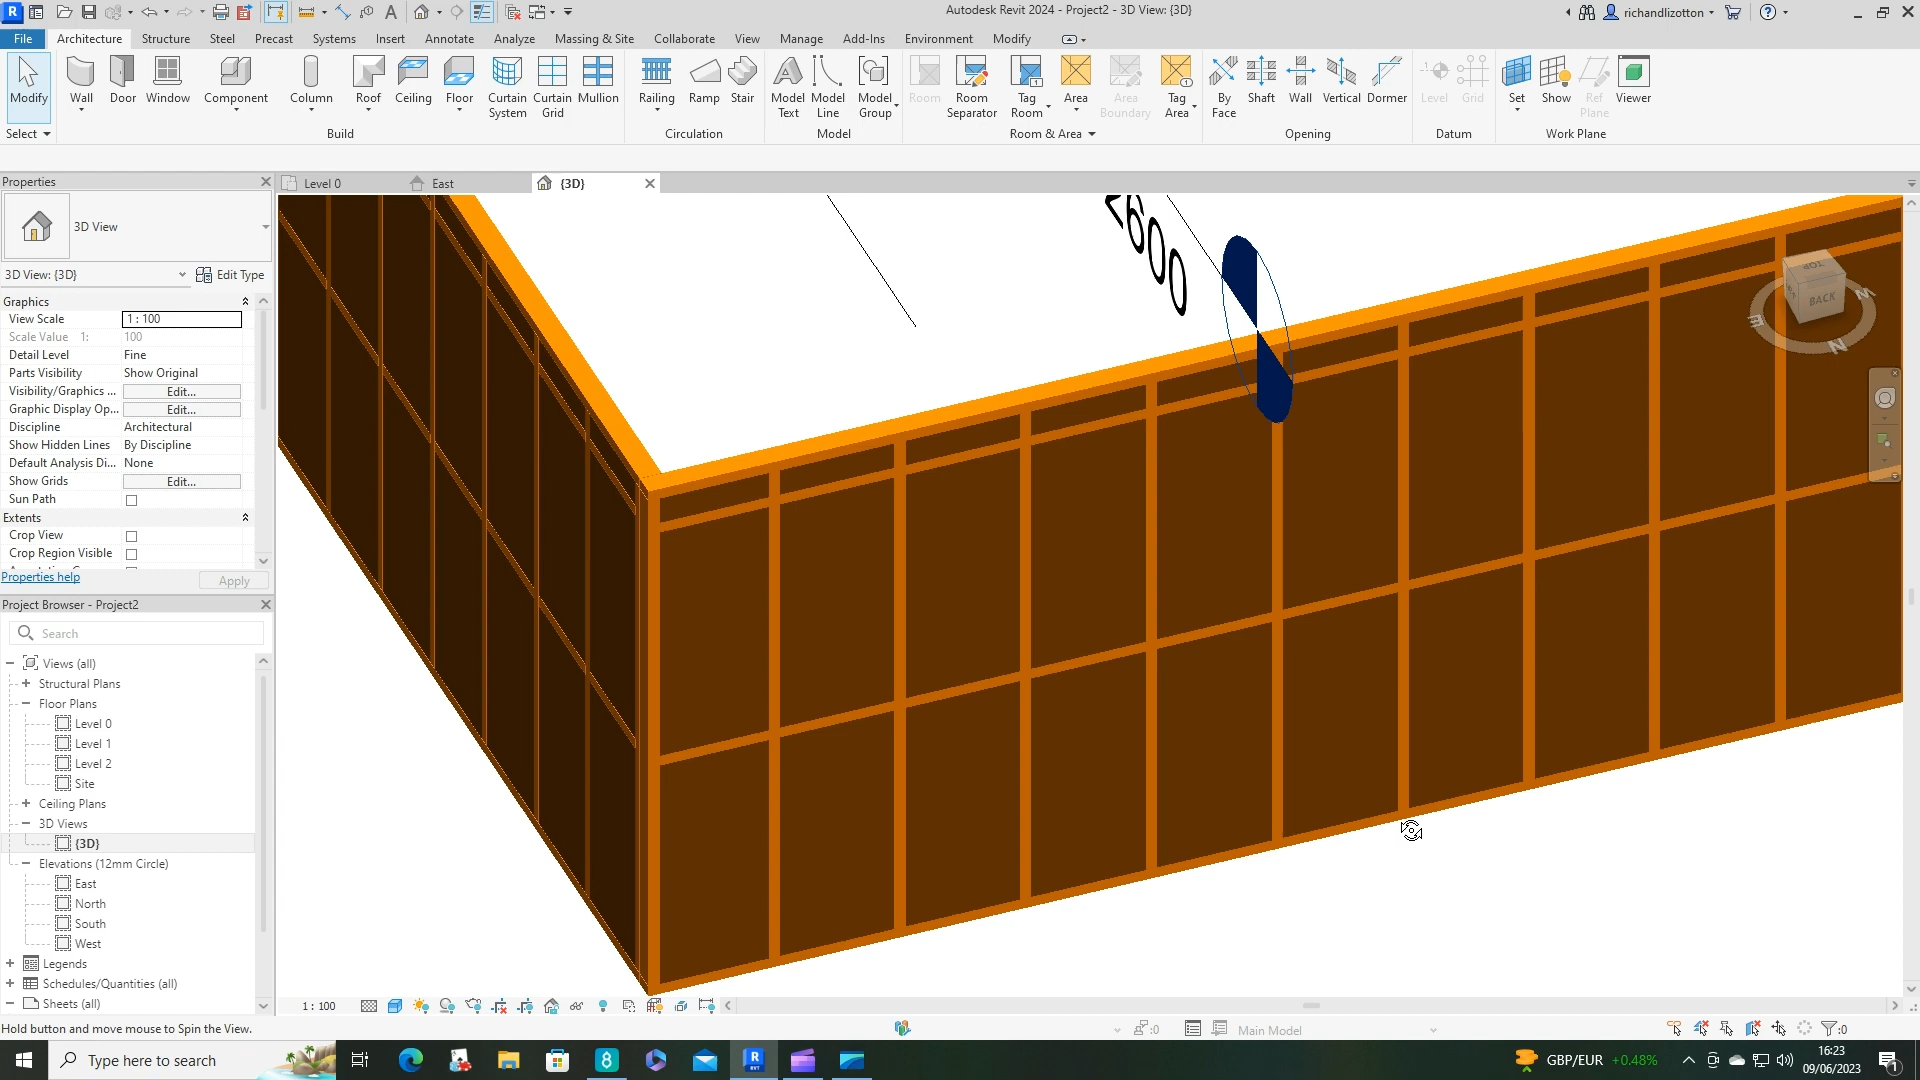 Autodesk Revit 2024 - Project2 - 3D View: {3D}
richandlizotton
File Architecture Structure Steel Precast Systems Insert Annotate Analyze Massing & Site Collaborate View Manage Add-Ins Environment Modify
Modify Wall Door Window Component Column Roof Ceiling Floor Curtain System Curtain Grid Mullion Railing Ramp Stair Model Text Model Line Model Group Room Room Separator Tag Room Area Area Boundary Tag Area By Face Shaft Wall Vertical Dormer Level Grid Set Show Ref Plane Viewer
Select Build Circulation Model Room & Area Opening Datum Work Plane
Properties
Level 0 East {3D}
3D View
3D View: {3D} Edit Type
Graphics
View Scale 1 : 100
Scale Value 1: 100
Detail Level Fine
Parts Visibility Show Original
Visibility/Graphics ... Edit...
Graphic Display Op... Edit...
Discipline Architectural
Show Hidden Lines By Discipline
Default Analysis Di... None
Show Grids Edit...
Sun Path
Extents
Crop View
Crop Region Visible
Properties help Apply
Project Browser - Project2
Search
Views (all)
Structural Plans
Floor Plans
Level 0
Level 1
Level 2
Site
Ceiling Plans
3D Views
{3D}
Elevations (12mm Circle)
East
North
South
West
Legends
Schedules/Quantities (all)
Sheets (all)
TOP
BACK
E
N
1 : 100
Hold button and move mouse to Spin the View.
:0
Main Model
:0
Type here to search
GBP/EUR +0.48%
16:23
09/06/2023
1